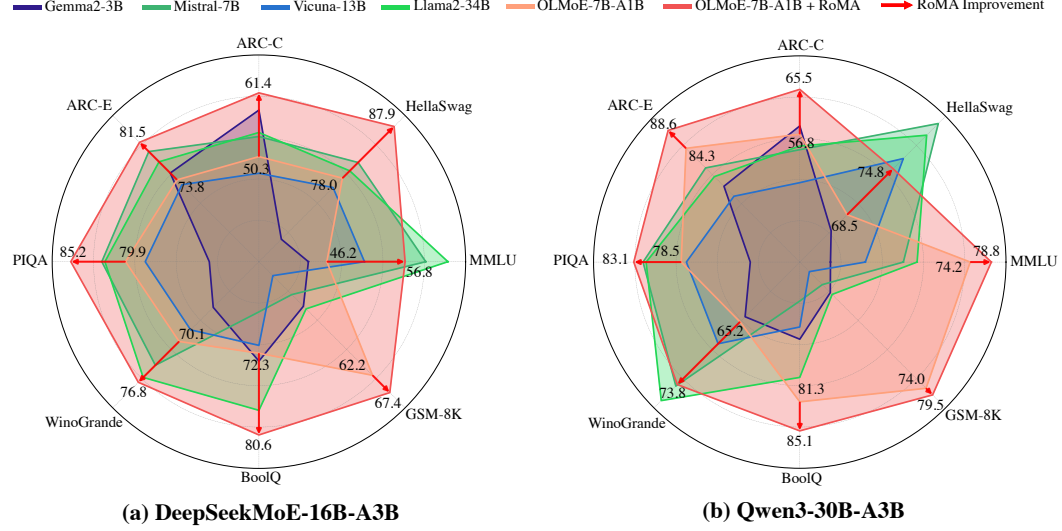 Gemma2-3B Mistral-7B Vicuna-13B Llama2-34B OLMoE-7B-A1B OLMoE-7B-A1B + RoMA RoMA Improvement
ARC-C
61.4
HellaSwag
87.9
ARC-E
81.5
50.3
78.0
73.8
PIQA
85.2
79.9
46.2
56.8
MMLU
70.1
76.8
WinoGrande
72.3
62.2
67.4
GSM-8K
80.6
BoolQ
(a) DeepSeekMoE-16B-A3B
ARC-C
65.5
HellaSwag
ARC-E
88.6
84.3
56.8
74.8
68.5
PIQA
83.1
78.5
74.2
78.8
MMLU
65.2
73.8
WinoGrande
81.3
74.0
79.5
GSM-8K
85.1
BoolQ
(b) Qwen3-30B-A3B